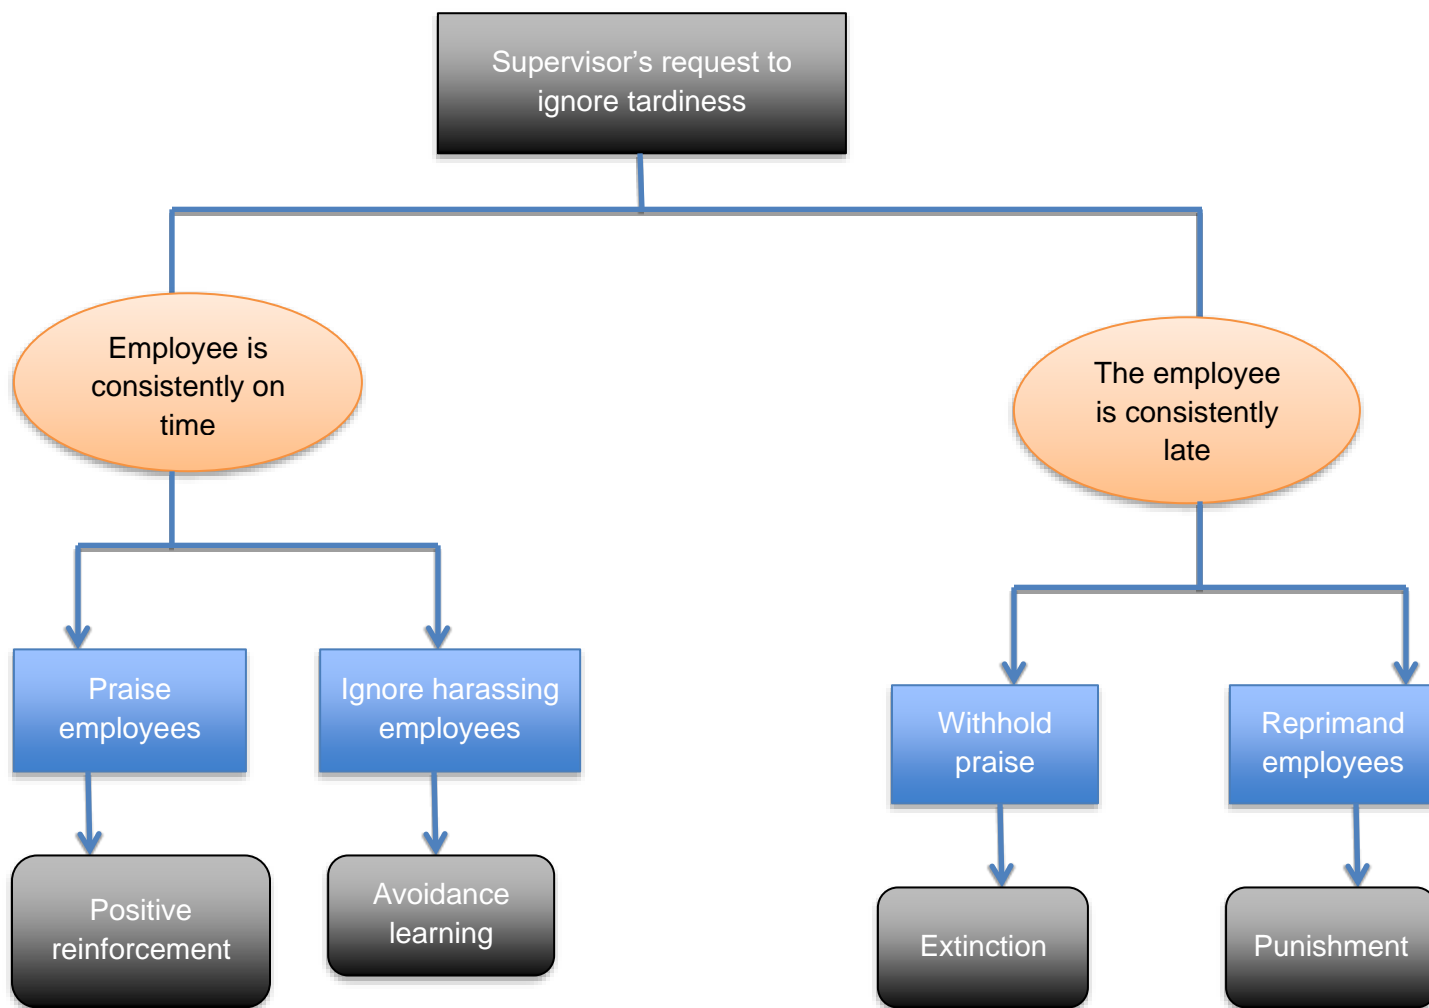 Supervisor’s request to
ignore tardiness
Employee is
consistently on
time
The employee
is consistently
late
Praise
employees
Ignore harassing
employees
Withhold
praise
Reprimand
employees
Positive
reinforcement
Avoidance
learning
Extinction
Punishment